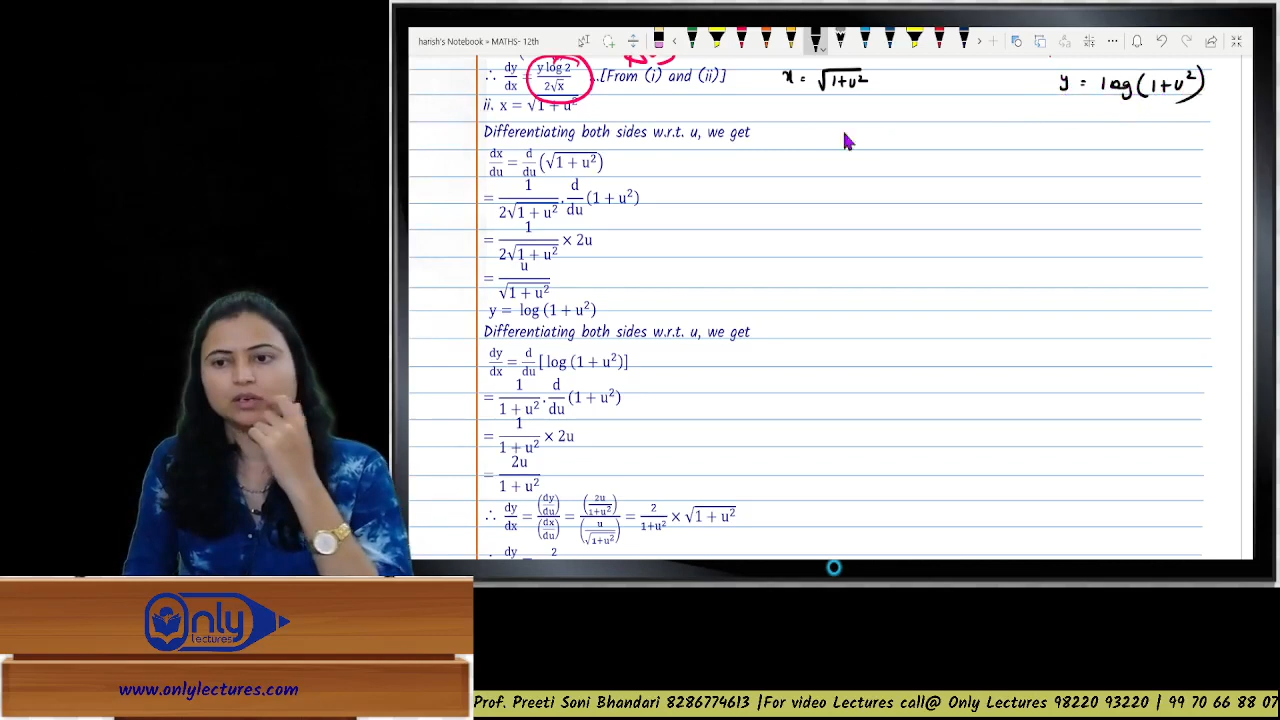 harish's Notebook » MATHS- 12th
∴ dy/dx = y log 2/2√x ...[From (i) and (ii)]
x = √1+u²
y = log(1+u²)
ii. x = √1 + u²
Differentiating both sides w.r.t. u, we get
dx/du = d/du (√1 + u²)
= 1/2√1 + u² . d/du (1 + u²)
= 1/2√1 + u² × 2u
= u/√1 + u²
y = log (1 + u²)
Differentiating both sides w.r.t. u, we get
dy/dx = d/du [log (1 + u²)]
= 1/1 + u² . d/du (1 + u²)
= 1/1 + u² × 2u
= 2u/1 + u²
∴ dy/dx = (dy/du)/(dx/du) = (2u/1+u²)/(u/√1+u²) = 2/1+u² × √1 + u²
∴ dy = 2
Only
lectures
www.onlylectures.com
Prof. Preeti Soni Bhandari 8286774613 |For video Lectures call@ Only Lectures 98220 93220 | 99 70 66 88 07